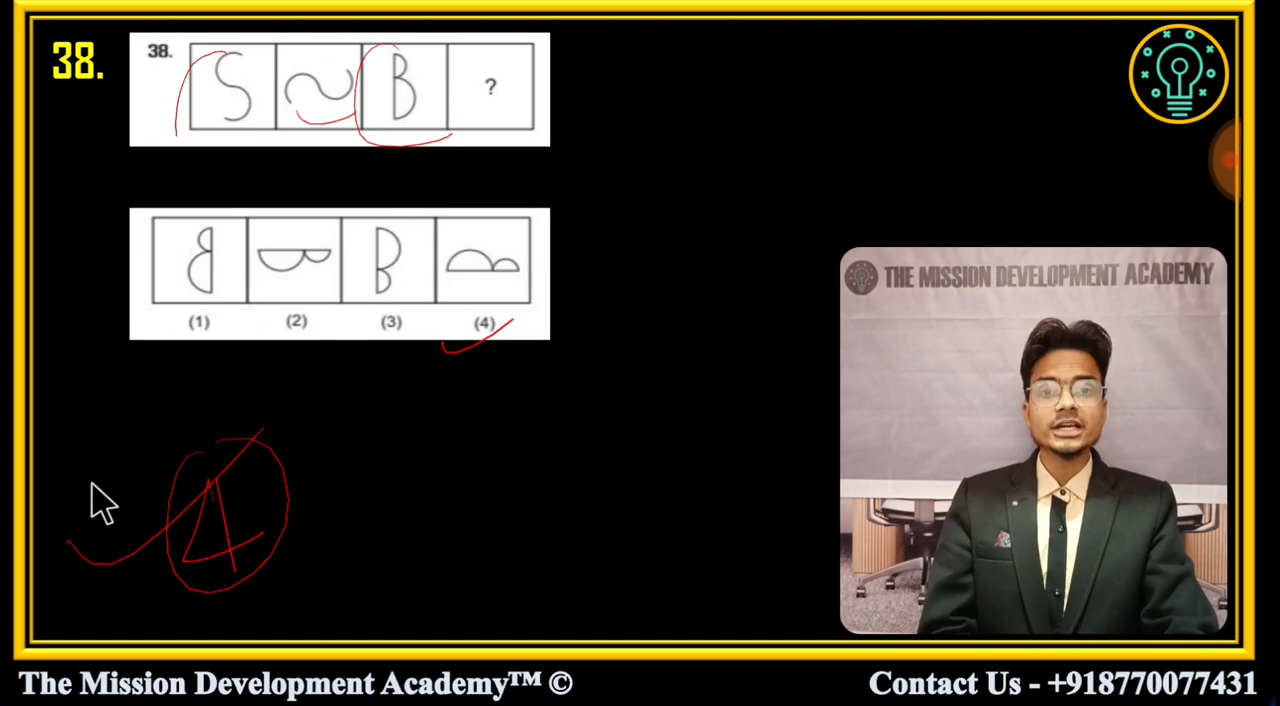 38.
38.
S
B
?
(1)
(2)
(3)
(4)
4
THE MISSION DEVELOPMENT ACADEMY
The Mission Development Academy™ ©
Contact Us - +918770077431